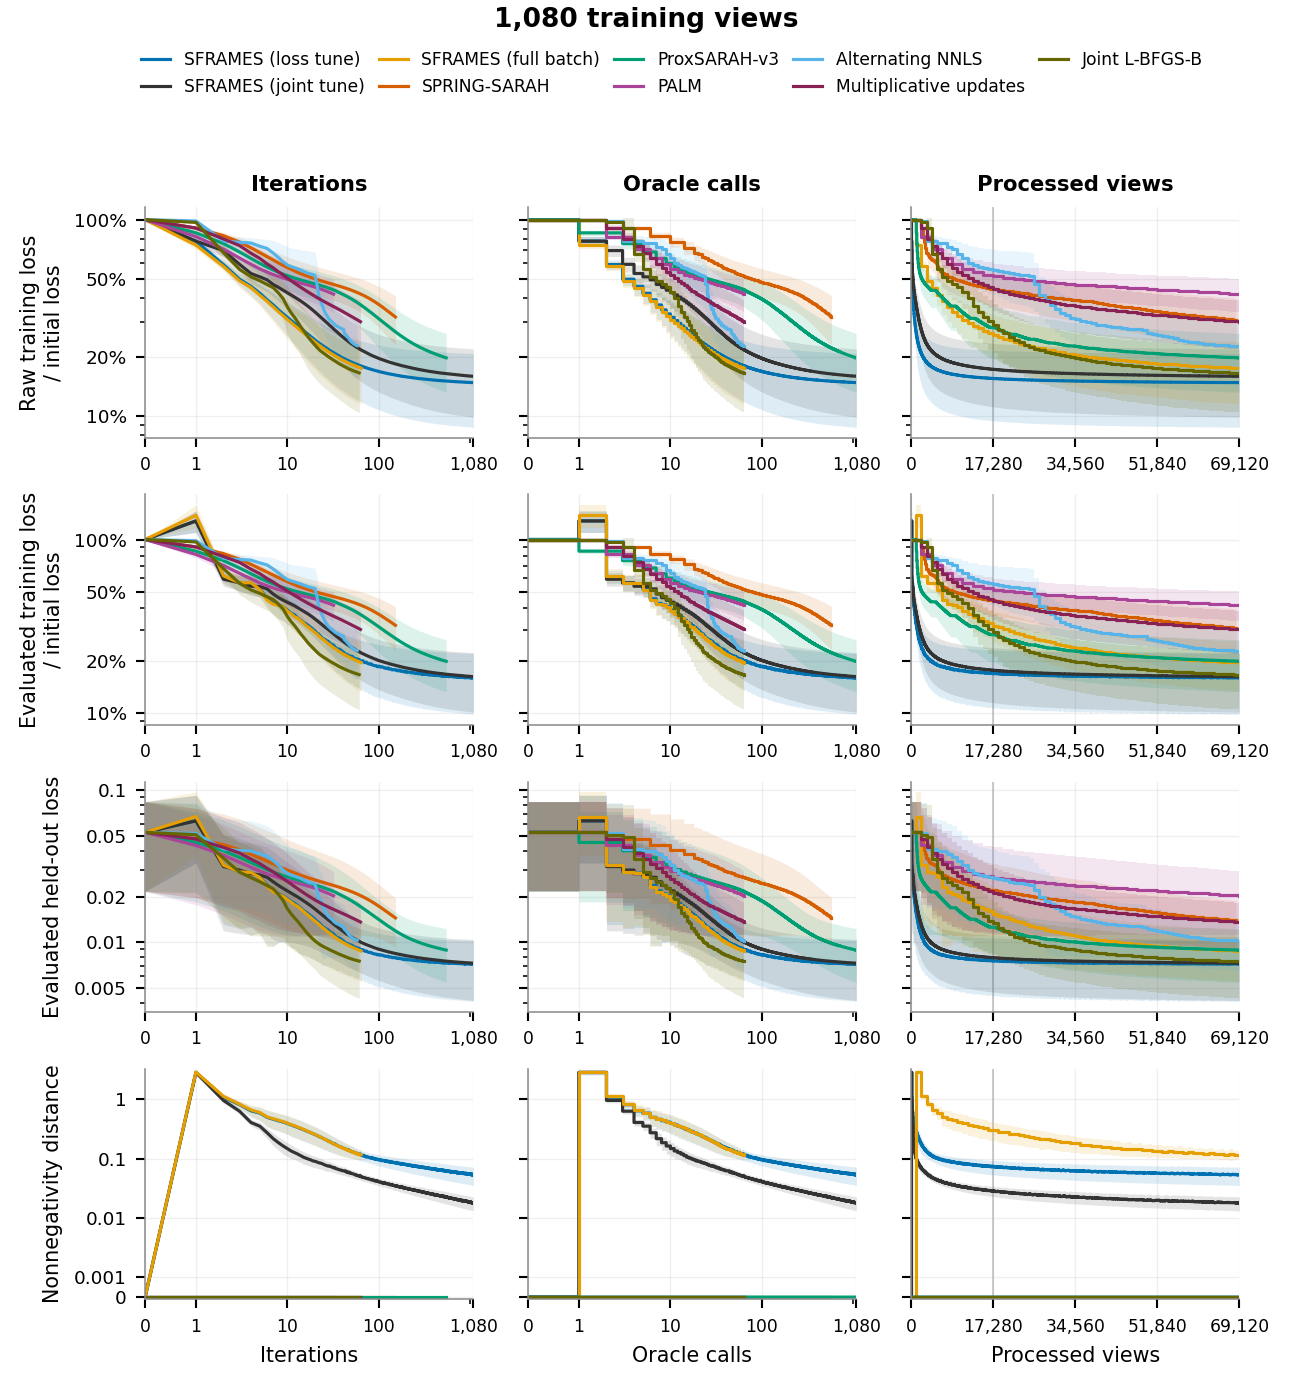 1,080 training views
SFRAMES (loss tune) SFRAMES (full batch) ProxSARAH-v3 Alternating NNLS Joint L-BFGS-B
SFRAMES (joint tune) SPRING-SARAH PALM Multiplicative updates
Iterations Oracle calls Processed views
Raw training loss
/ initial loss
100%
50%
20%
10%
0 1 10 100 1,080 0 1 10 100 1,080 0 17,280 34,560 51,840 69,120
Evaluated training loss
/ initial loss
100%
50%
20%
10%
0 1 10 100 1,080 0 1 10 100 1,080 0 17,280 34,560 51,840 69,120
Evaluated held-out loss
0.1
0.05
0.02
0.01
0.005
0 1 10 100 1,080 0 1 10 100 1,080 0 17,280 34,560 51,840 69,120
Nonnegativity distance
1
0.1
0.01
0.001
0
0 1 10 100 1,080 0 1 10 100 1,080 0 17,280 34,560 51,840 69,120
Iterations Oracle calls Processed views